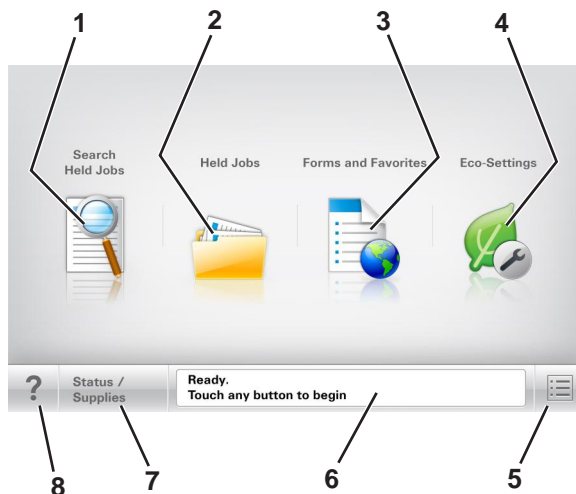 1
2
3
4
Search
Held Jobs
Held Jobs
Forms and Favorites
Eco-Settings
?
Status /
Supplies
Ready.
Touch any button to begin
8
7
6
5